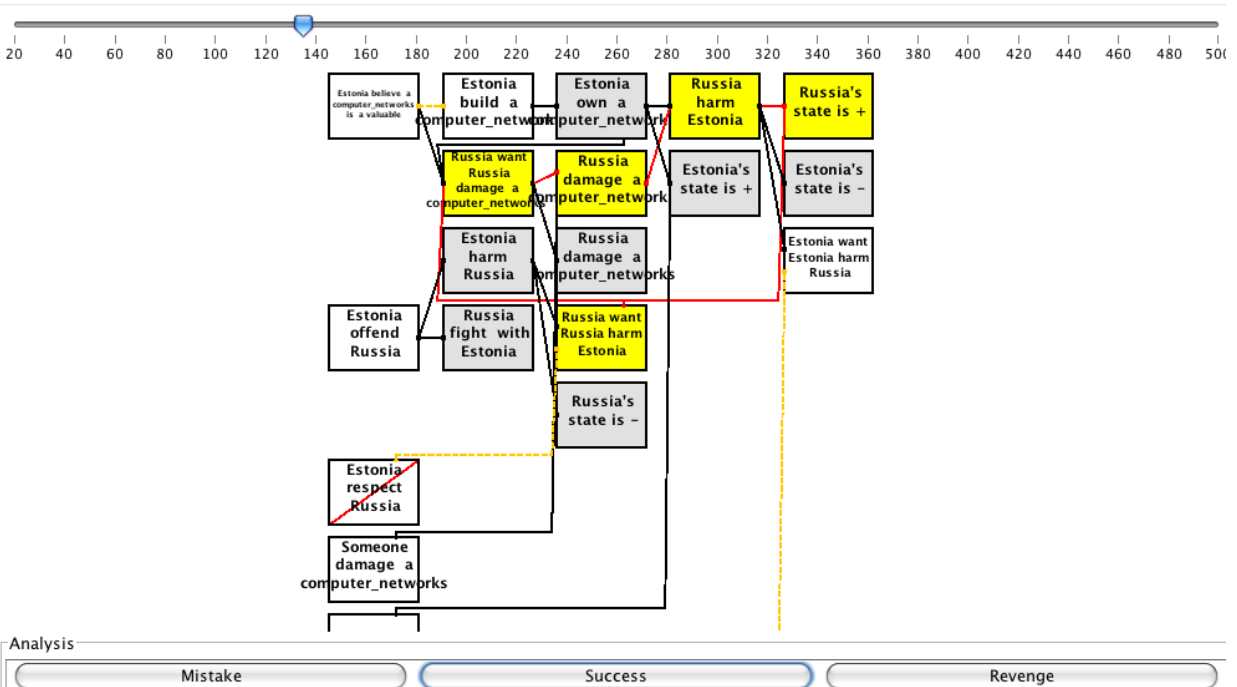 20 40 60 80 100 120 140 160 180 200 220 240 260 280 300 320 340 360 380 400 420 440 460 480 500
Estonia believe a
computer_networks
is a valuable
Estonia
build a
computer_network
Estonia
own a
computer_network
Russia
harm
Estonia
Russia's
state is +
Russia want
Russia
damage a
computer_networks
Russia
damage a
computer_network
Estonia's
state is +
Estonia's
state is -
Estonia
harm
Russia
Russia
damage a
computer_networks
Estonia want
Estonia harm
Russia
Estonia
offend
Russia
Russia
fight with
Estonia
Russia want
Russia harm
Estonia
Russia's
state is -
Estonia
respect
Russia
Someone
damage a
computer_networks
Analysis
Mistake
Success
Revenge